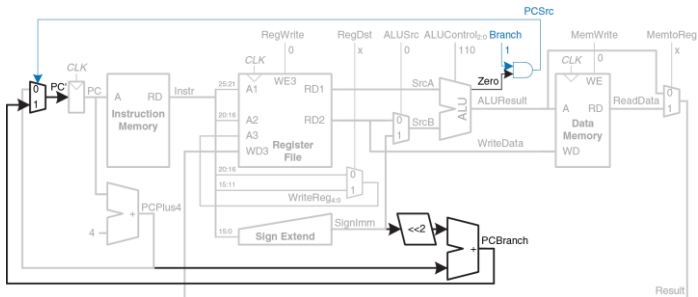 PCSrc
RegWrite RegDst ALUSrc ALUControl2:0 Branch MemWrite MemtoReg
0 x 0 110 1 0 x
CLK CLK CLK
0 PC' PC Instr 25:21 WE3 SrcA Zero WE 0
1 A RD A1 RD1 ALUResult A RD ReadData 1
Instruction
Memory
20:16 A2 RD2 0 SrcB ALU Data
A3 1 Memory
Register
File
WD3 WriteData WD
20:16 0
15:11 1
WriteReg4:0
PCPlus4
+
4
SignImm
15:0 Sign Extend <<2
+ PCBranch
Result